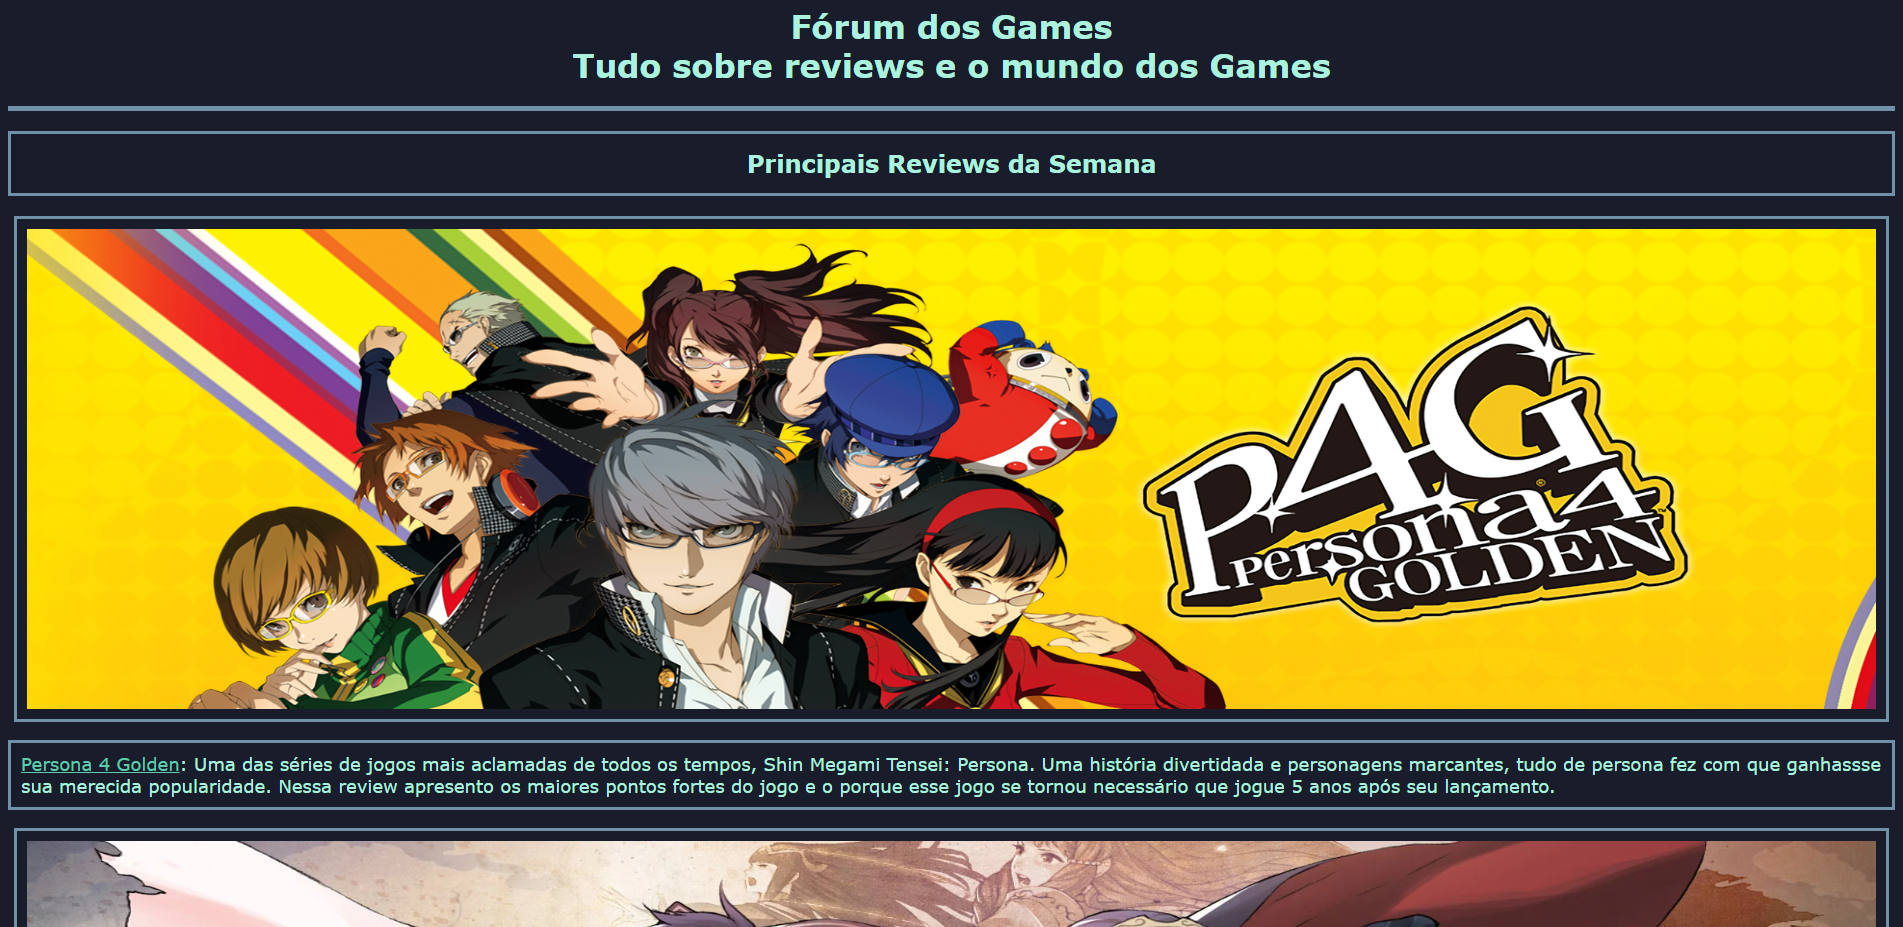 Fórum dos Games
Tudo sobre reviews e o mundo dos Games
Principais Reviews da Semana
P4G
Persona4
GOLDEN
Persona 4 Golden: Uma das séries de jogos mais aclamadas de todos os tempos, Shin Megami Tensei: Persona. Uma história divertidada e personagens marcantes, tudo de persona fez com que ganhassse
sua merecida popularidade. Nessa review apresento os maiores pontos fortes do jogo e o porque esse jogo se tornou necessário que jogue 5 anos após seu lançamento.